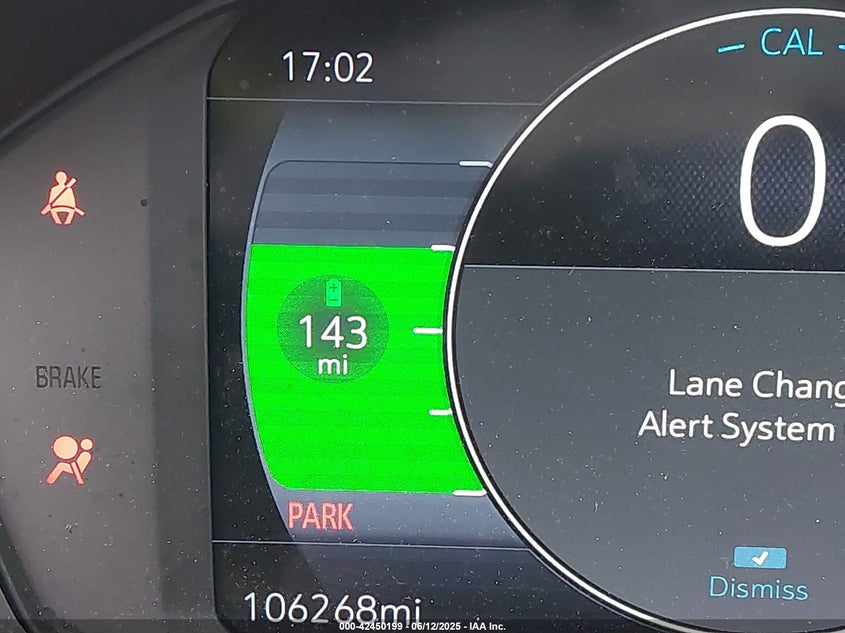 17:02
CAL
0
143
mi
Lane Chang
Alert System
BRAKE
PARK
Dismiss
106268mi
000-42450199 - 06/12/2025 - IAA Inc.